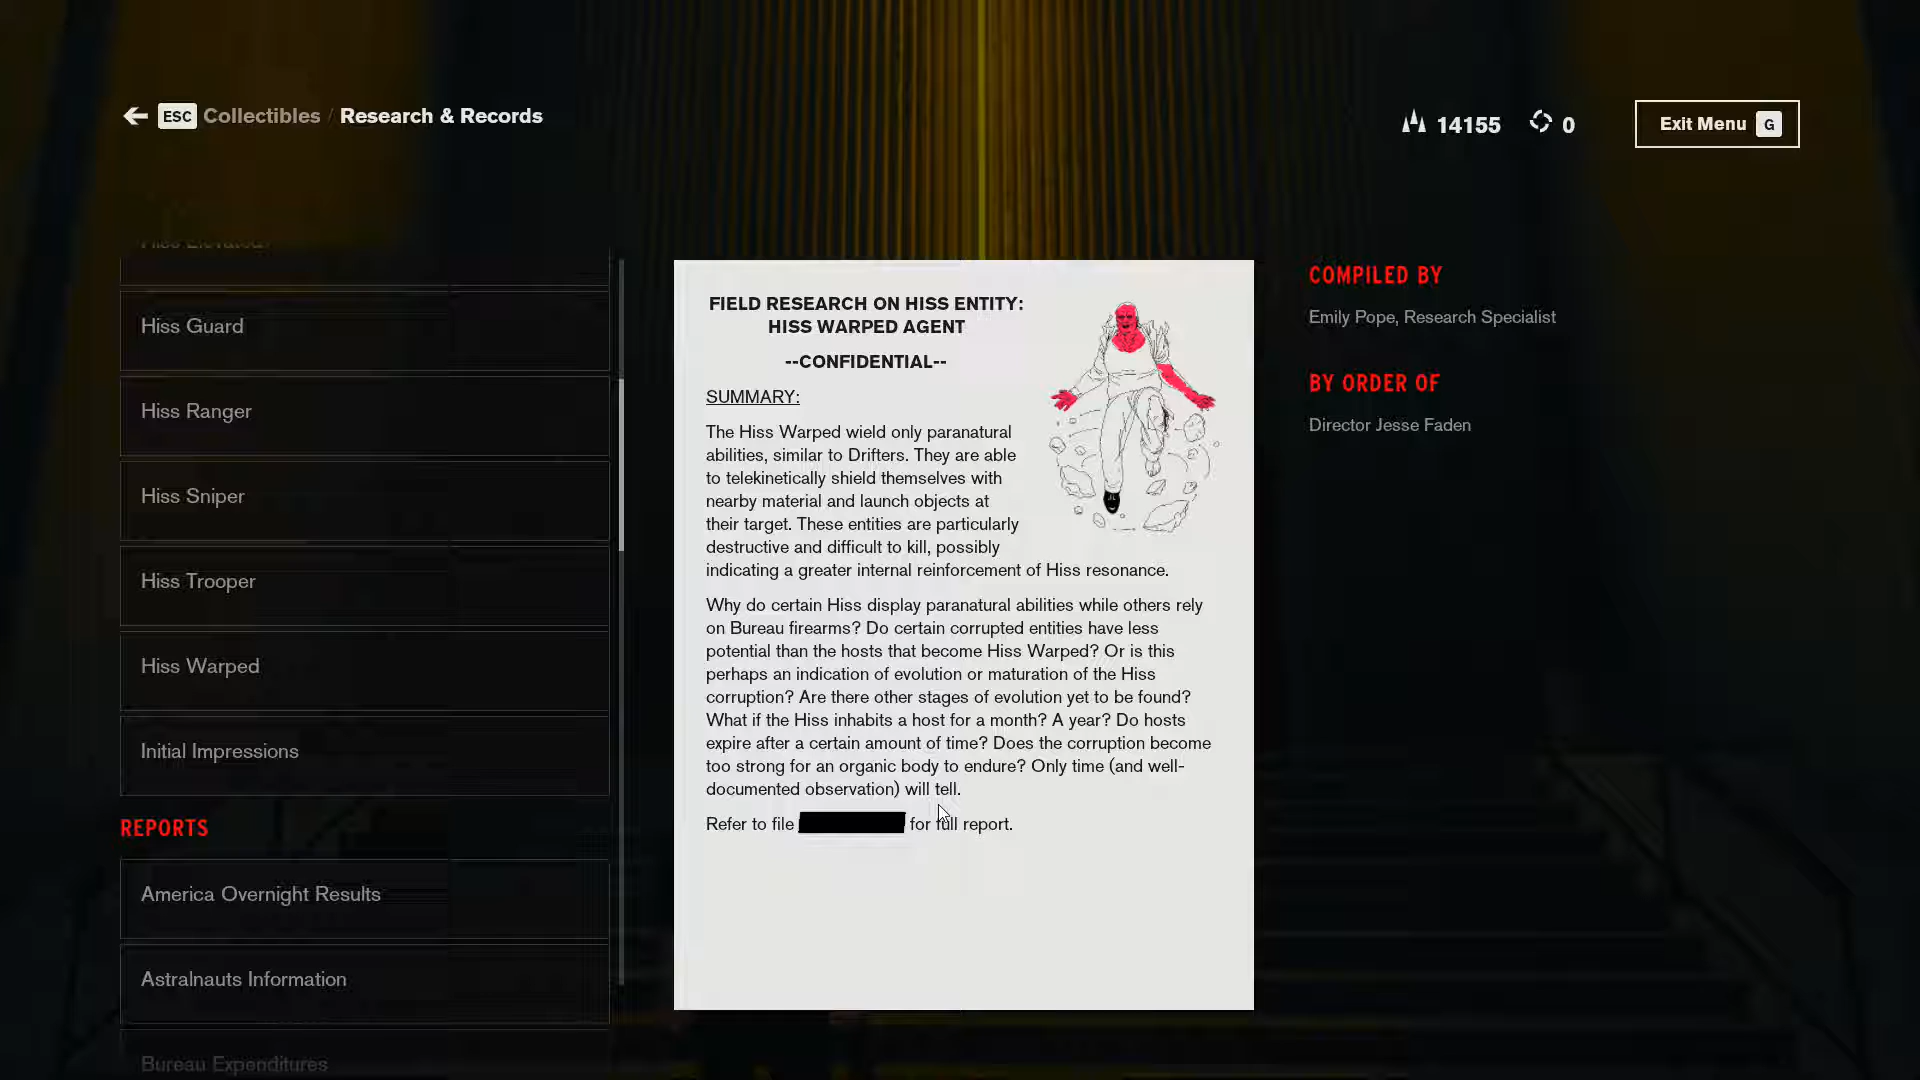 ESC Collectibles / Research & Records
14155
0
Exit Menu G
Hiss Elevated
Hiss Guard
Hiss Ranger
Hiss Sniper
Hiss Trooper
Hiss Warped
Initial Impressions
REPORTS
America Overnight Results
Astralnauts Information
Bureau Expenditures
FIELD RESEARCH ON HISS ENTITY:
HISS WARPED AGENT
--CONFIDENTIAL--
SUMMARY:
The Hiss Warped wield only paranatural
abilities, similar to Drifters. They are able
to telekinetically shield themselves with
nearby material and launch objects at
their target. These entities are particularly
destructive and difficult to kill, possibly
indicating a greater internal reinforcement of Hiss resonance.
Why do certain Hiss display paranatural abilities while others rely
on Bureau firearms? Do certain corrupted entities have less
potential than the hosts that become Hiss Warped? Or is this
perhaps an indication of evolution or maturation of the Hiss
corruption? Are there other stages of evolution yet to be found?
What if the Hiss inhabits a host for a month? A year? Do hosts
expire after a certain amount of time? Does the corruption become
too strong for an organic body to endure? Only time (and well-
documented observation) will tell.
Refer to file for full report.
COMPILED BY
Emily Pope, Research Specialist
BY ORDER OF
Director Jesse Faden